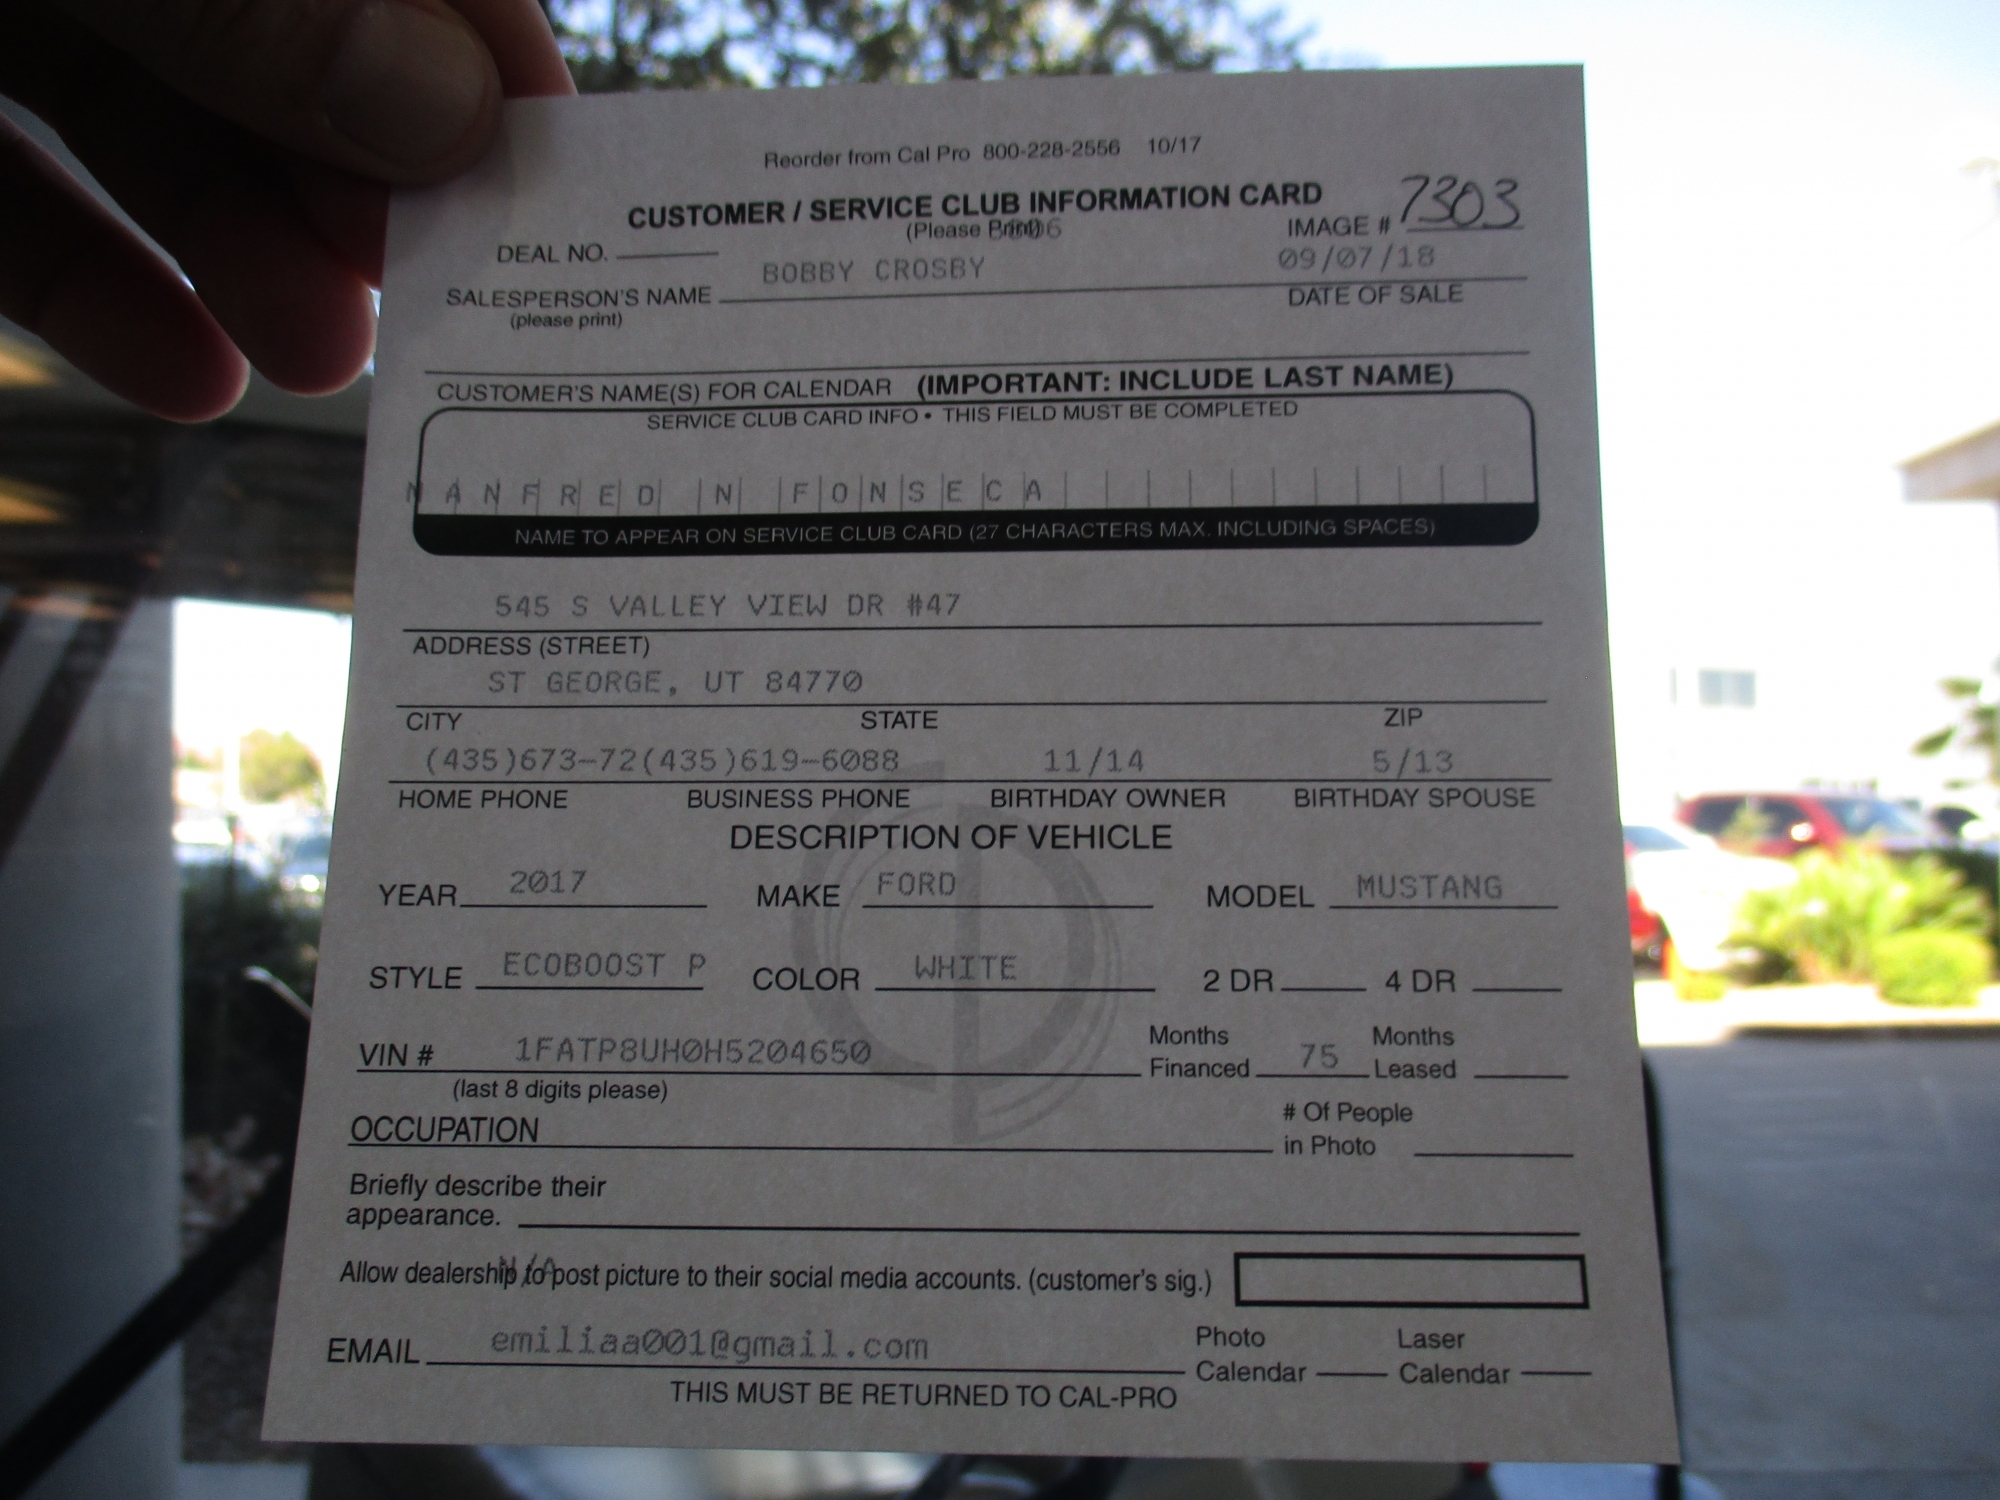 Reorder from Cal Pro 800-228-2556 10/17
CUSTOMER / SERVICE CLUB INFORMATION CARD
(Please Print)
IMAGE # 7303
DEAL NO.
BOBBY CROSBY 09/07/18
SALESPERSON'S NAME DATE OF SALE
(please print)
CUSTOMER'S NAME(S) FOR CALENDAR (IMPORTANT: INCLUDE LAST NAME)
SERVICE CLUB CARD INFO • THIS FIELD MUST BE COMPLETED
MANFRED N FONSECA
NAME TO APPEAR ON SERVICE CLUB CARD (27 CHARACTERS MAX. INCLUDING SPACES)
545 S VALLEY VIEW DR #47
ADDRESS (STREET)
ST GEORGE, UT 84770
CITY STATE ZIP
(435)673-72(435)619-6088 11/14 5/13
HOME PHONE BUSINESS PHONE BIRTHDAY OWNER BIRTHDAY SPOUSE
DESCRIPTION OF VEHICLE
YEAR 2017 MAKE FORD MODEL MUSTANG
STYLE ECOBOOST P COLOR WHITE 2 DR 4 DR
VIN # 1FATP8UH0H5204650 Months Financed 75 Months Leased
(last 8 digits please)
OCCUPATION # Of People in Photo
Briefly describe their
appearance.
N/A
Allow dealership to post picture to their social media accounts. (customer's sig.)
EMAIL emiliaa001@gmail.com Photo Calendar Laser Calendar
THIS MUST BE RETURNED TO CAL-PRO